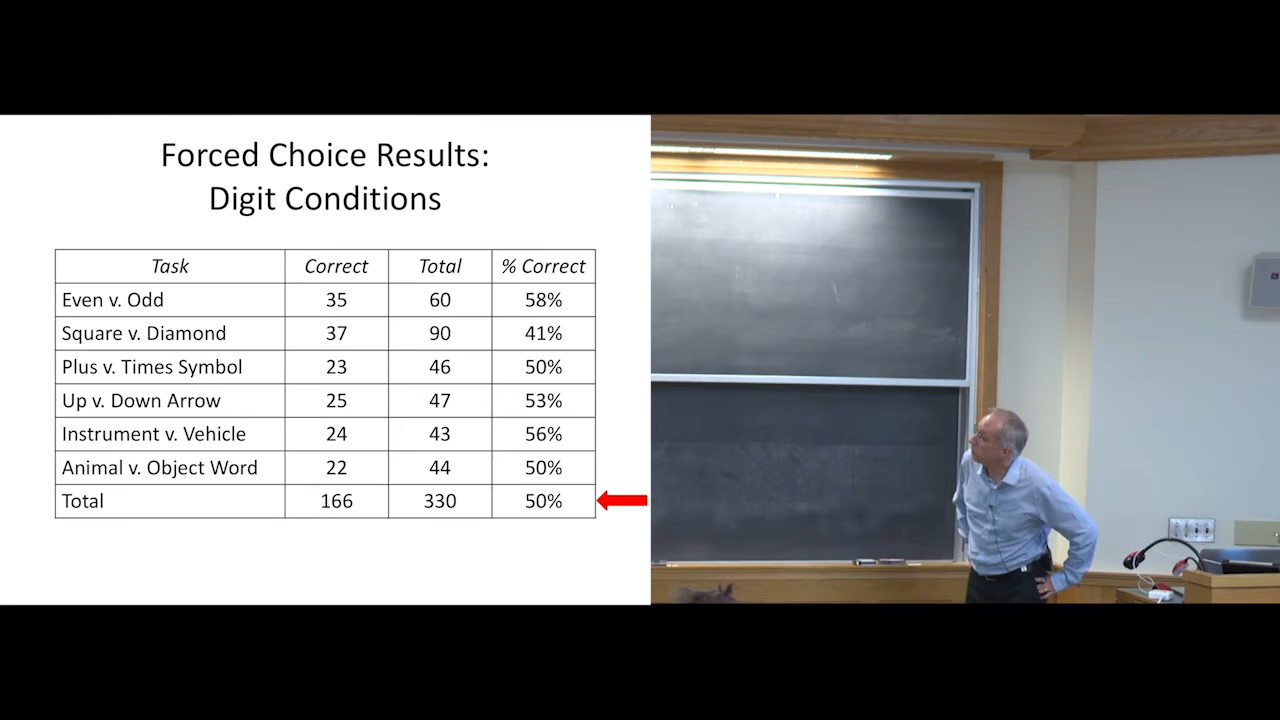 Forced Choice Results:
Digit Conditions
Task Correct Total % Correct
Even v. Odd 35 60 58%
Square v. Diamond 37 90 41%
Plus v. Times Symbol 23 46 50%
Up v. Down Arrow 25 47 53%
Instrument v. Vehicle 24 43 56%
Animal v. Object Word 22 44 50%
Total 166 330 50%